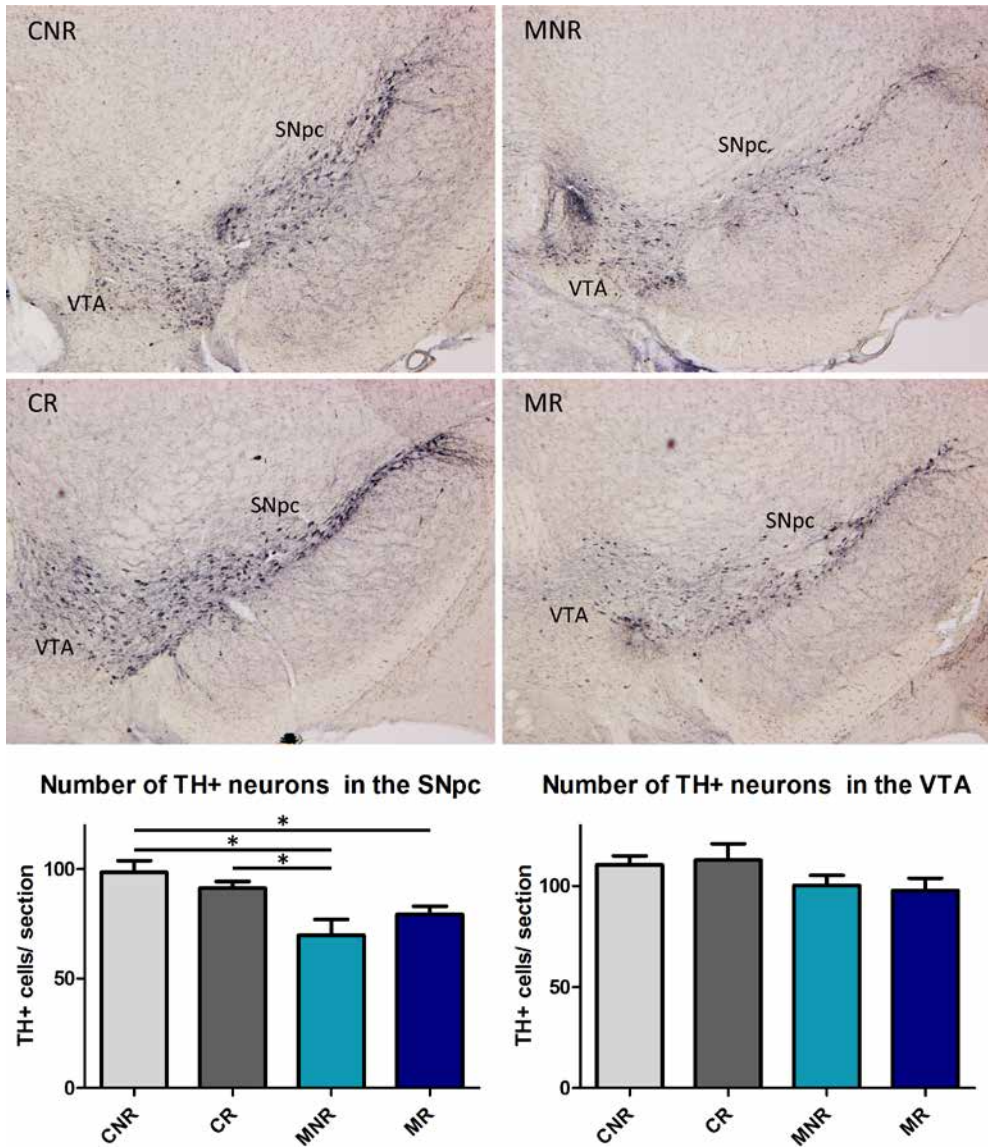 CNR
SNpc
VTA
MNR
SNpc
VTA
CR
SNpc
VTA
MR
SNpc
VTA
Number of TH+ neurons in the SNpc
*
*
*
TH+ cells/ section
100
50
0
CNR
CR
MNR
MR
Number of TH+ neurons in the VTA
TH+ cells/ section
100
50
0
CNR
CR
MNR
MR